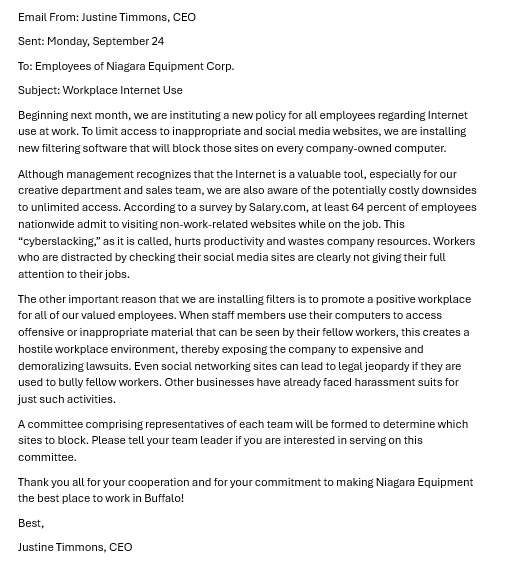 Email From: Justine Timmons, CEO
Sent: Monday, September 24
To: Employees of Niagara Equipment Corp.
Subject: Workplace Internet Use
Beginning next month, we are instituting a new policy for all employees regarding Internet
use at work. To limit access to inappropriate and social media websites, we are installing
new filtering software that will block those sites on every company-owned computer.
Although management recognizes that the Internet is a valuable tool, especially for our
creative department and sales team, we are also aware of the potentially costly downsides
to unlimited access. According to a survey by Salary.com, at least 64 percent of employees
nationwide admit to visiting non-work-related websites while on the job. This
“cyberslacking,” as it is called, hurts productivity and wastes company resources. Workers
who are distracted by checking their social media sites are clearly not giving their full
attention to their jobs.
The other important reason that we are installing filters is to promote a positive workplace
for all of our valued employees. When staff members use their computers to access
offensive or inappropriate material that can be seen by their fellow workers, this creates a
hostile workplace environment, thereby exposing the company to expensive and
demoralizing lawsuits. Even social networking sites can lead to legal jeopardy if they are
used to bully fellow workers. Other businesses have already faced harassment suits for
just such activities.
A committee comprising representatives of each team will be formed to determine which
sites to block. Please tell your team leader if you are interested in serving on this
committee.
Thank you all for your cooperation and for your commitment to making Niagara Equipment
the best place to work in Buffalo!
Best,
Justine Timmons, CEO